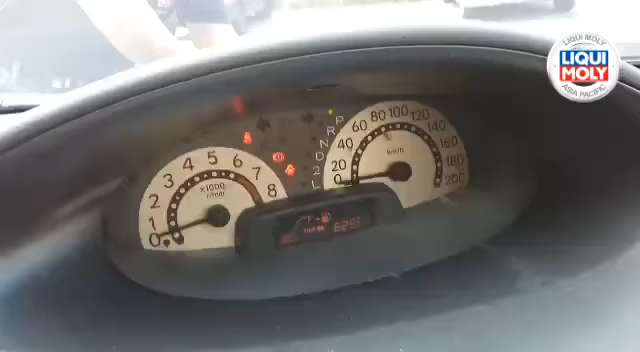 LIQUI MOLY
LIQUI
MOLY
ASIA PACIFIC
0 1 2 3 4 5 6 7 8
x1000
r/min
P
R
N
D
2
L
0 20 40 60 80 100 120 140 160 180 200
km/h
F